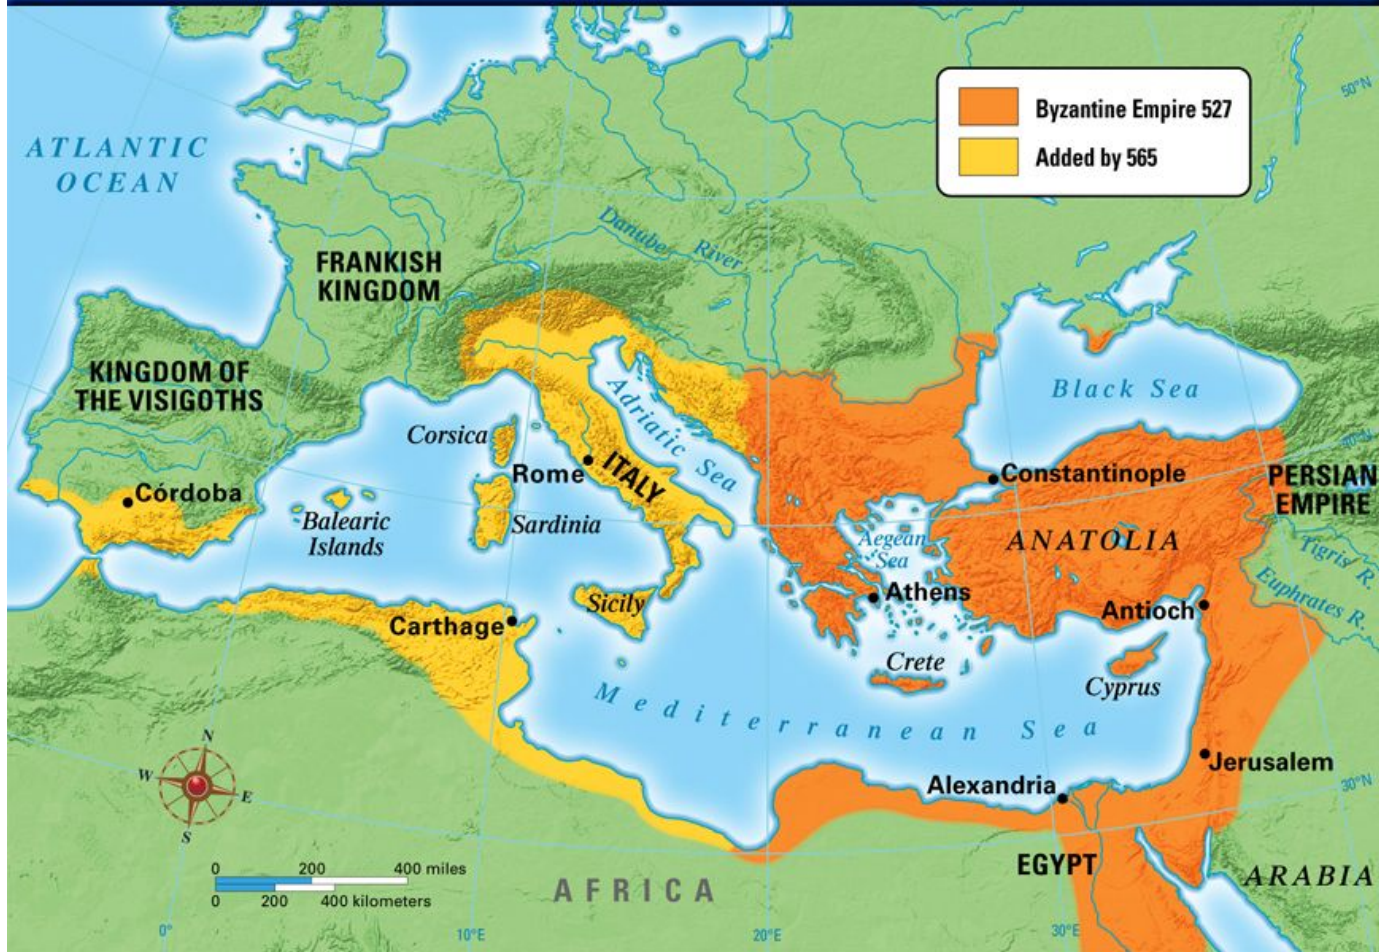 Byzantine Empire 527
Added by 565
50°N
ATLANTIC
OCEAN
Danube River
FRANKISH
KINGDOM
KINGDOM OF
THE VISIGOTHS
Black Sea
Adriatic Sea
Corsica
40°N
Rome
ITALY
Constantinople
PERSIAN
EMPIRE
Córdoba
Balearic
Islands
Sardinia
Aegean
Sea
ANATOLIA
Tigris R.
Euphrates R.
Sicily
Athens
Antioch
Carthage
Crete
Cyprus
Mediterranean Sea
N
W
E
S
Jerusalem
Alexandria
30°N
EGYPT
ARABIA
AFRICA
0 200 400 miles
0 200 400 kilometers
0°
10°E
20°E
30°E